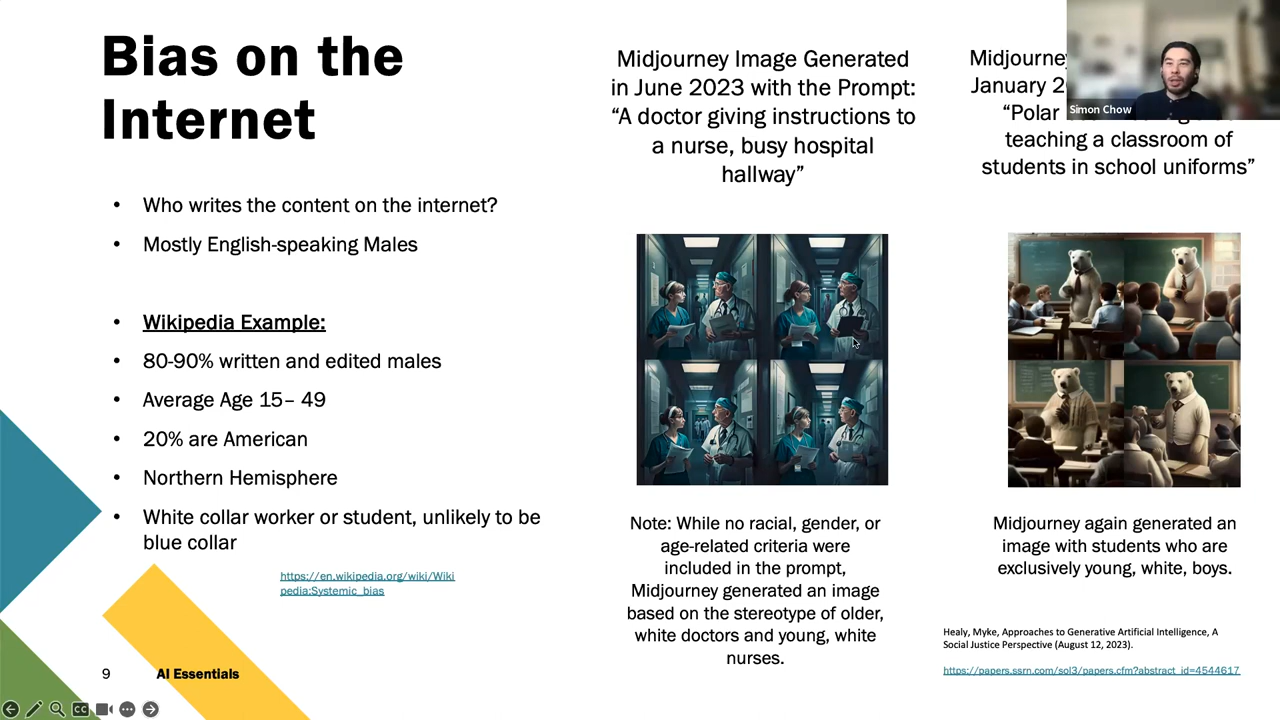 Bias on the
Internet
• Who writes the content on the internet?
• Mostly English-speaking Males
• Wikipedia Example:
• 80-90% written and edited males
• Average Age 15– 49
• 20% are American
• Northern Hemisphere
• White collar worker or student, unlikely to be
blue collar
https://en.wikipedia.org/wiki/Wiki
pedia:Systemic_bias
9
AI Essentials
Midjourney Image Generated
in June 2023 with the Prompt:
“A doctor giving instructions to
a nurse, busy hospital
hallway”
Note: While no racial, gender, or
age-related criteria were
included in the prompt,
Midjourney generated an image
based on the stereotype of older,
white doctors and young, white
nurses.
Midjourney
January
“Polar
teaching a classroom of
students in school uniforms”
Simon Chow
Midjourney again generated an
image with students who are
exclusively young, white, boys.
Healy, Myke, Approaches to Generative Artificial Intelligence, A
Social Justice Perspective (August 12, 2023).
https://papers.ssrn.com/sol3/papers.cfm?abstract_id=4544617
CC